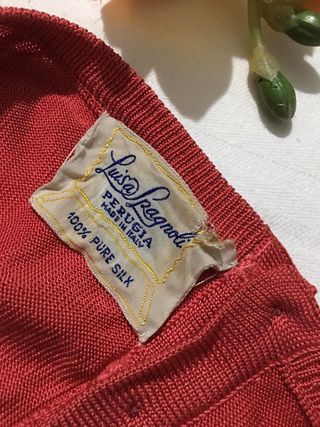 Luisa Spagnoli
PERUGIA
MADE IN ITALY
100% PURE SILK